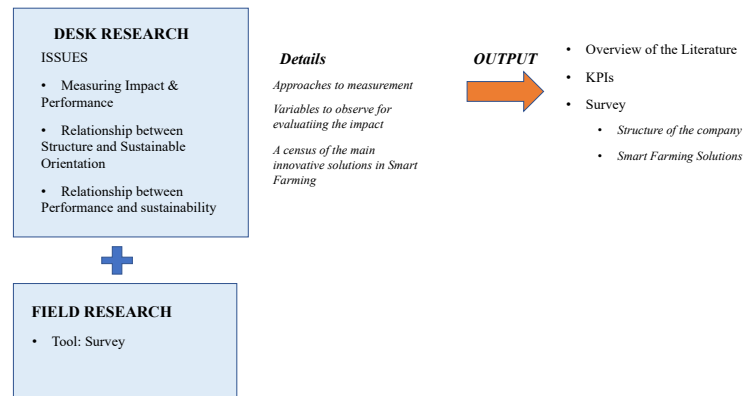 DESK RESEARCH
ISSUES
• Measuring Impact &
Performance
• Relationship between
Structure and Sustainable
Orientation
• Relationship between
Performance and sustainability
Details
Approaches to measurement
Variables to observe for
evaluatiing the impact
A census of the main
innovative solutions in Smart
Farming
OUTPUT
• Overview of the Literature
• KPIs
• Survey
• Structure of the company
• Smart Farming Solutions
FIELD RESEARCH
• Tool: Survey